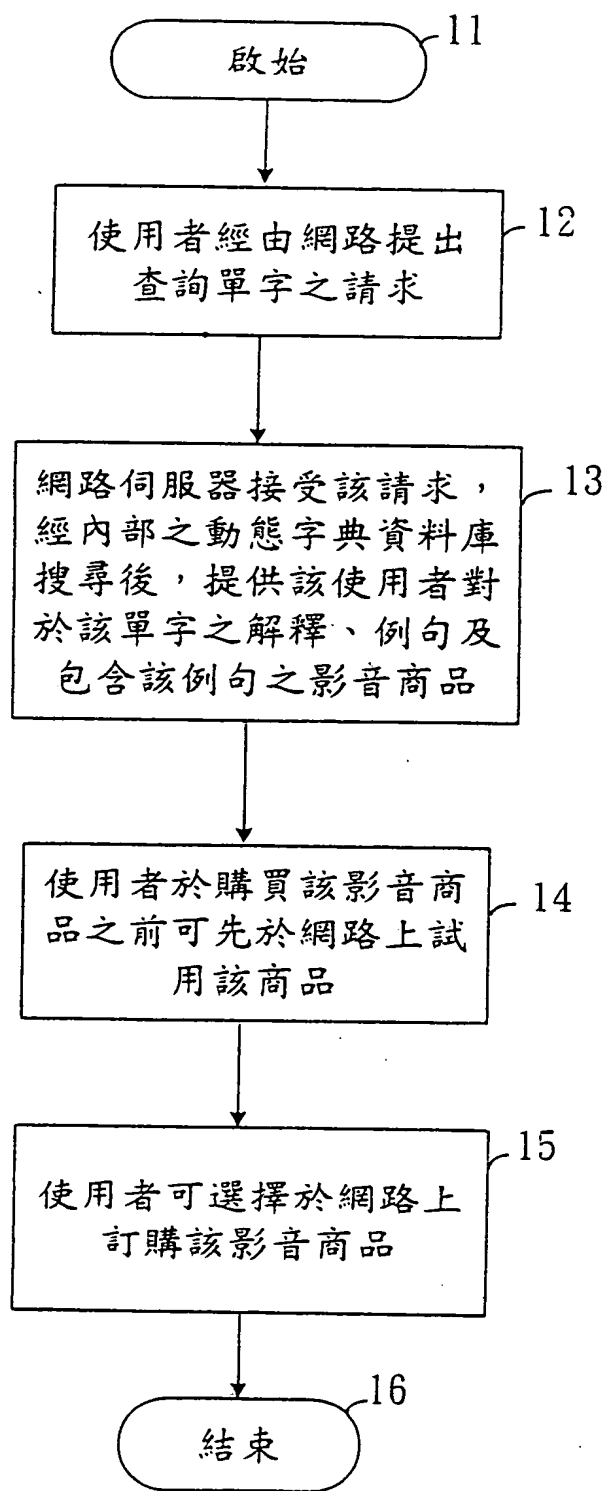 11
啟始
12
使用者經由網路提出
查詢單字之請求
13
網路伺服器接受該請求，
經內部之動態字典資料庫
搜尋後，提供該使用者對
於該單字之解釋、例句及
包含該例句之影音商品
14
使用者於購買該影音商
品之前可先於網路上試
用該商品
15
使用者可選擇於網路上
訂購該影音商品
16
結束